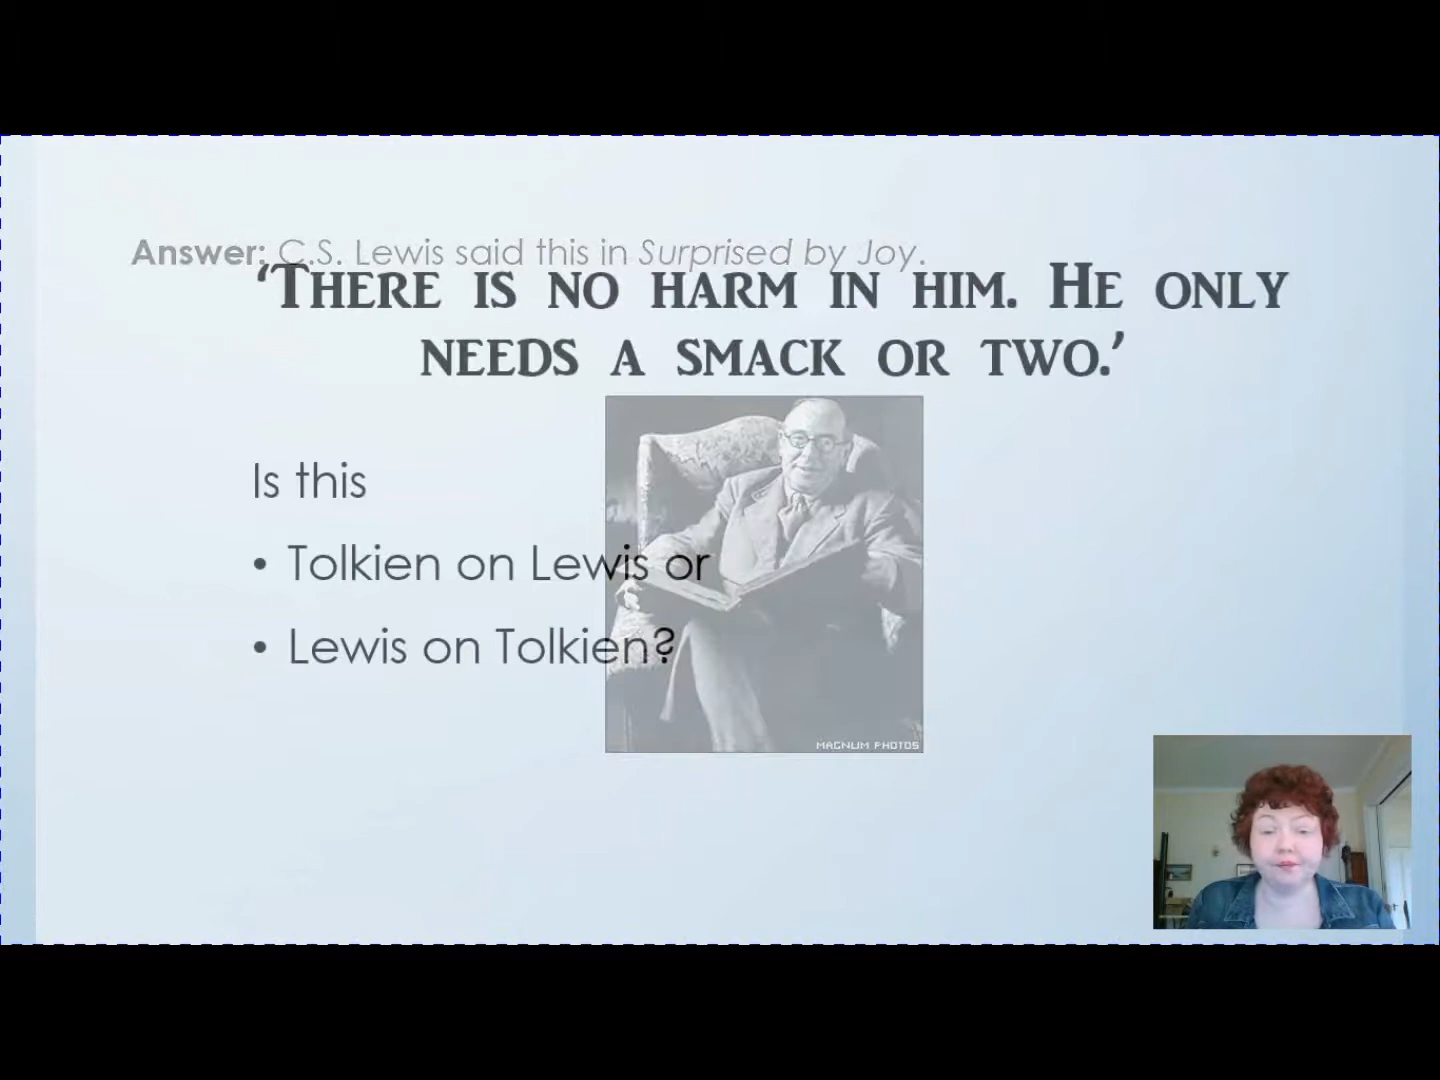 Answer: C.S. Lewis said this in Surprised by Joy.
‘There is no harm in him. He only
needs a smack or two.’
Is this
• Tolkien on Lewis or
• Lewis on Tolkien?
MAGNUM PHOTOS